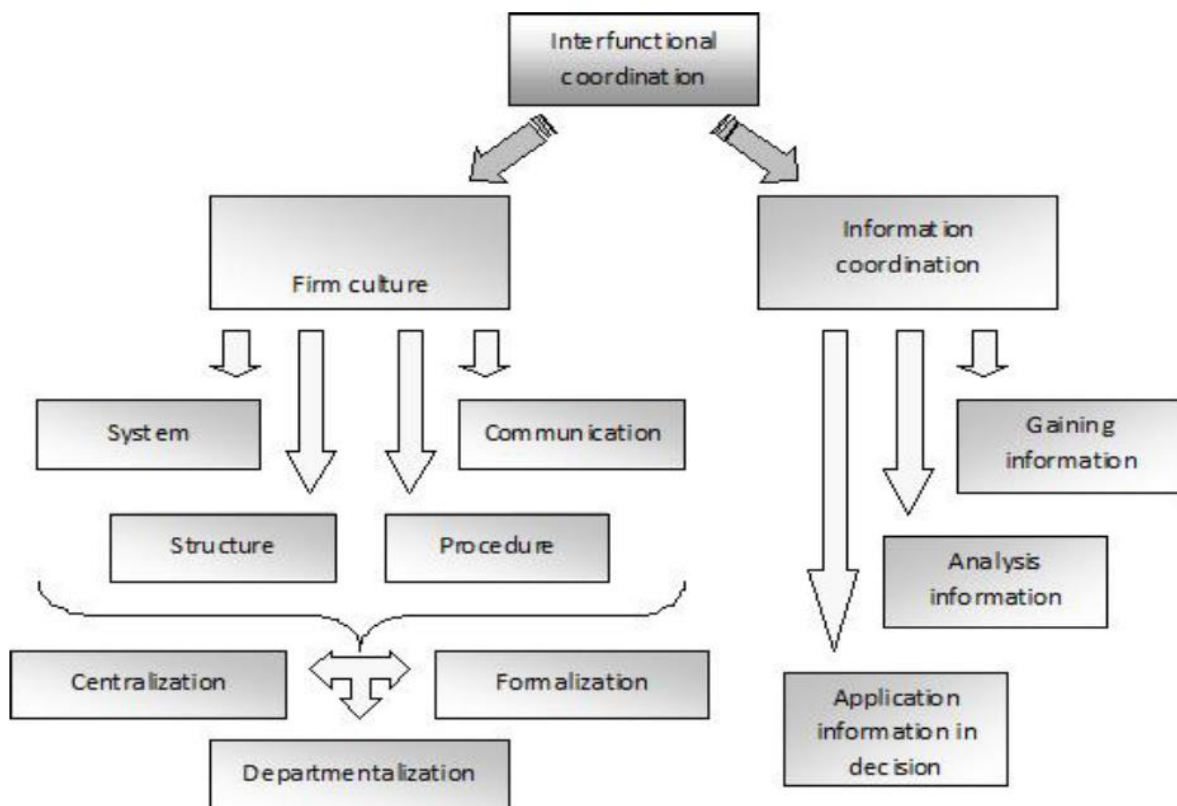 Interfunctional
coordination
Firm culture
Information
coordination
System
Communication
Gaining
information
Structure
Procedure
Analysis
information
Centralization
Formalization
Application
information in
decision
Departmentalization